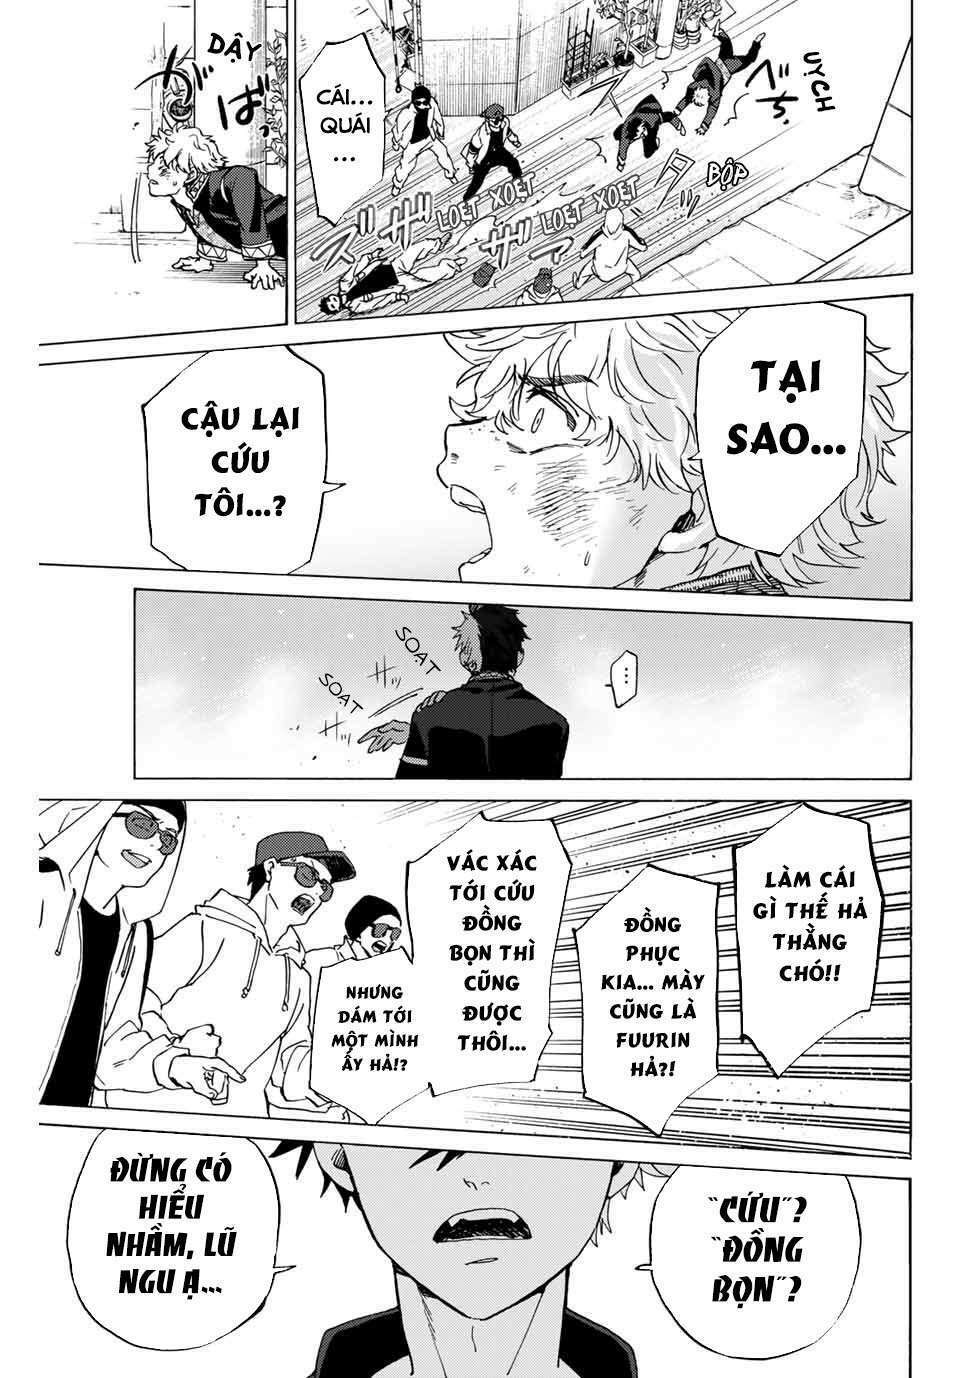 UỴCH
BỘP
LOẸT XOẸT
LOẸT XOẸT
CÁI...
QUÁI
...
DẬY
TẠI
SAO...
CẬU LẠI
CỨU
TÔI...?
...
SOẠT
SOẠT
LÀM CÁI
GÌ THẾ HẢ
THẰNG
CHÓ!!
ĐỒNG
PHỤC
KIA... MÀY
CŨNG LÀ
FUURIN
HẢ?!
VÁC XÁC
TỚI CỨU
ĐỒNG
BỌN THÌ
CŨNG
ĐƯỢC
THÔI...
NHƯNG
DÁM TỚI
MỘT MÌNH
ẤY HẢ!?
"CỨU"?
"ĐỒNG
BỌN"?
ĐỪNG CÓ
HIỂU
NHẦM, LŨ
NGU Ạ...